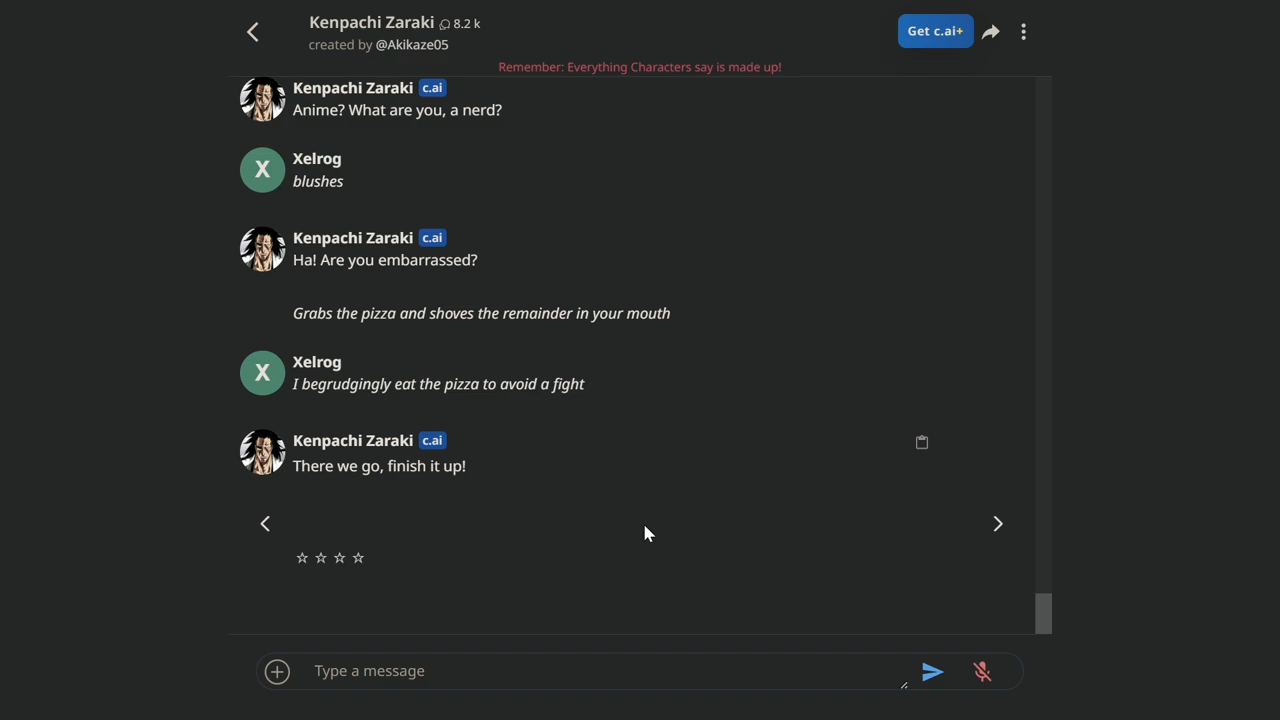 Kenpachi Zaraki 8.2 k
Get c.ai+
created by @Akikaze05
Remember: Everything Characters say is made up!
Kenpachi Zaraki c.ai
Anime? What are you, a nerd?
X
Xelrog
blushes
Kenpachi Zaraki c.ai
Ha! Are you embarrassed?
Grabs the pizza and shoves the remainder in your mouth
X
Xelrog
I begrudgingly eat the pizza to avoid a fight
Kenpachi Zaraki c.ai
There we go, finish it up!
Type a message